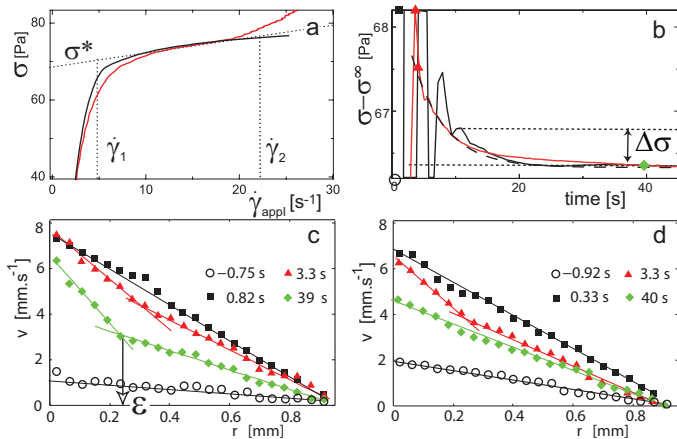 80
70
60
40
σ [Pa]
σ*
a
γ̇₁
γ̇₂
0
10
20
30
γ̇appl [s⁻¹]
68.2
67
σ−σ∞ [Pa]
b
Δσ
0
20
40
time [s]
8
6
4
2
0
v [mm.s⁻¹]
c
−0.75 s
3.3 s
0.82 s
39 s
ε
0
0.2
0.4
0.6
0.8
r [mm]
8
6
4
2
0
v [mm.s⁻¹]
d
−0.92 s
3.3 s
0.33 s
40 s
0
0.2
0.4
0.6
0.8
r [mm]